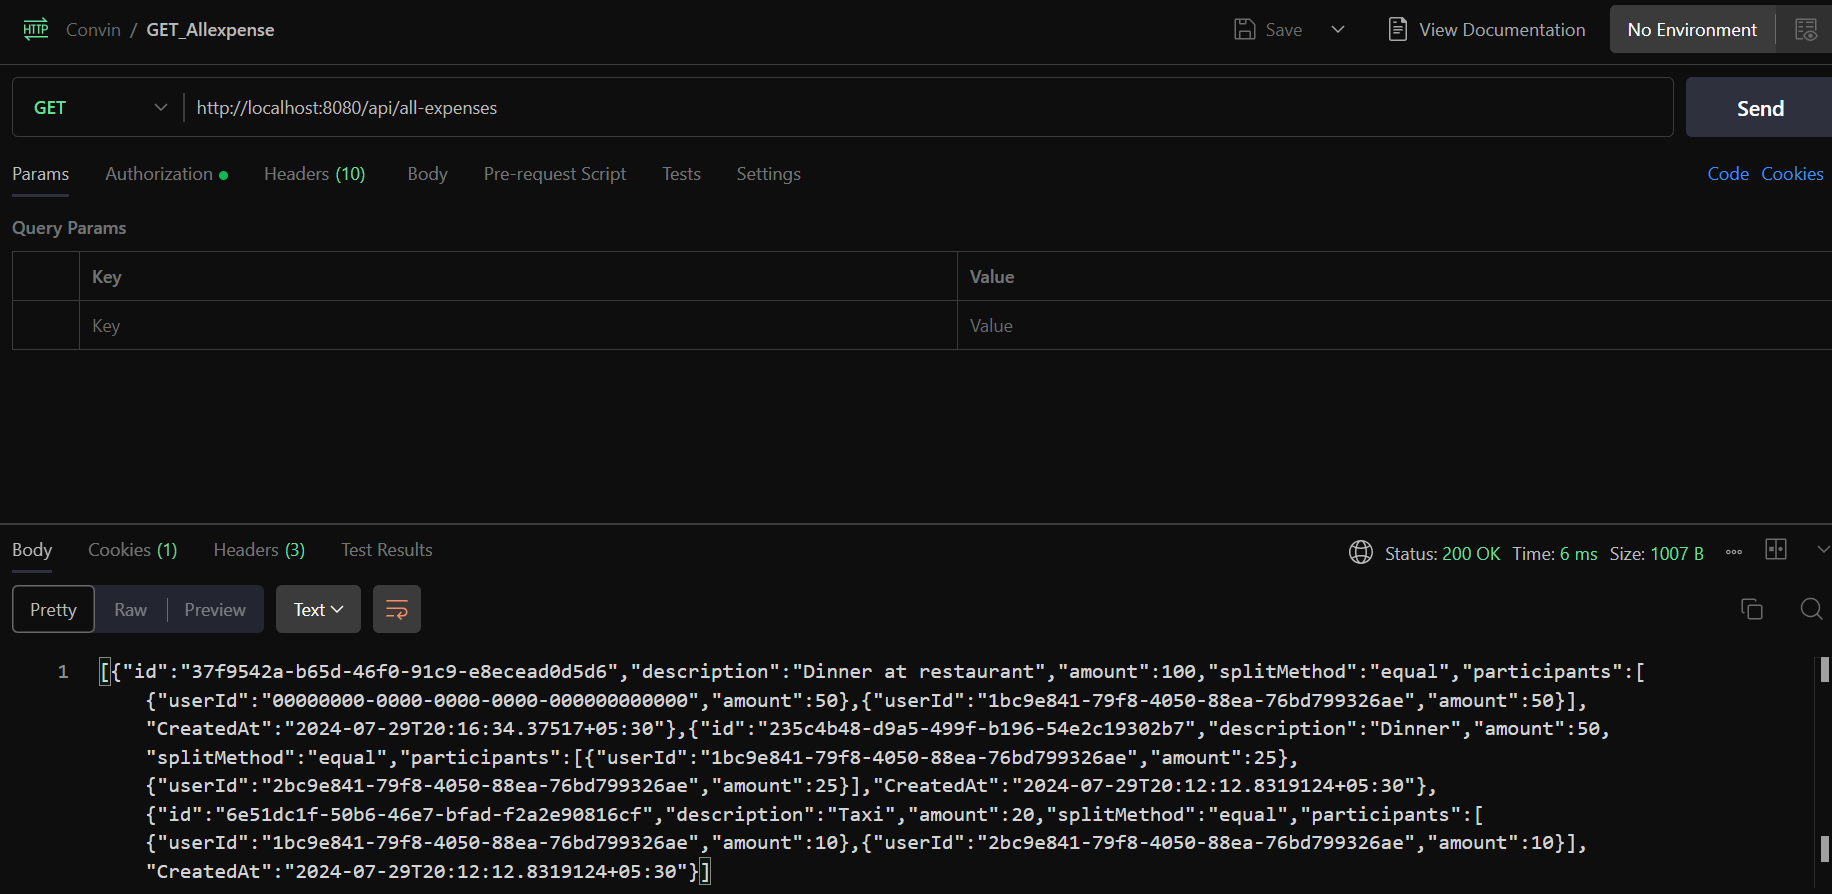 HTTP Convin / GET_Allexpense Save View Documentation No Environment
GET http://localhost:8080/api/all-expenses Send
Params Authorization Headers (10) Body Pre-request Script Tests Settings Code Cookies
Query Params
Key Value
Key Value
Body Cookies (1) Headers (3) Test Results Status: 200 OK Time: 6 ms Size: 1007 B
Pretty Raw Preview Text
1 [{"id":"37f9542a-b65d-46f0-91c9-e8ecead0d5d6","description":"Dinner at restaurant","amount":100,"splitMethod":"equal","participants":[
{"userId":"00000000-0000-0000-0000-000000000000","amount":50},{"userId":"1bc9e841-79f8-4050-88ea-76bd799326ae","amount":50}],
"CreatedAt":"2024-07-29T20:16:34.37517+05:30"},{"id":"235c4b48-d9a5-499f-b196-54e2c19302b7","description":"Dinner","amount":50,
"splitMethod":"equal","participants":[{"userId":"1bc9e841-79f8-4050-88ea-76bd799326ae","amount":25},
{"userId":"2bc9e841-79f8-4050-88ea-76bd799326ae","amount":25}],"CreatedAt":"2024-07-29T20:12:12.8319124+05:30"},
{"id":"6e51dc1f-50b6-46e7-bfad-f2a2e90816cf","description":"Taxi","amount":20,"splitMethod":"equal","participants":[
{"userId":"1bc9e841-79f8-4050-88ea-76bd799326ae","amount":10},{"userId":"2bc9e841-79f8-4050-88ea-76bd799326ae","amount":10}],
"CreatedAt":"2024-07-29T20:12:12.8319124+05:30"}]